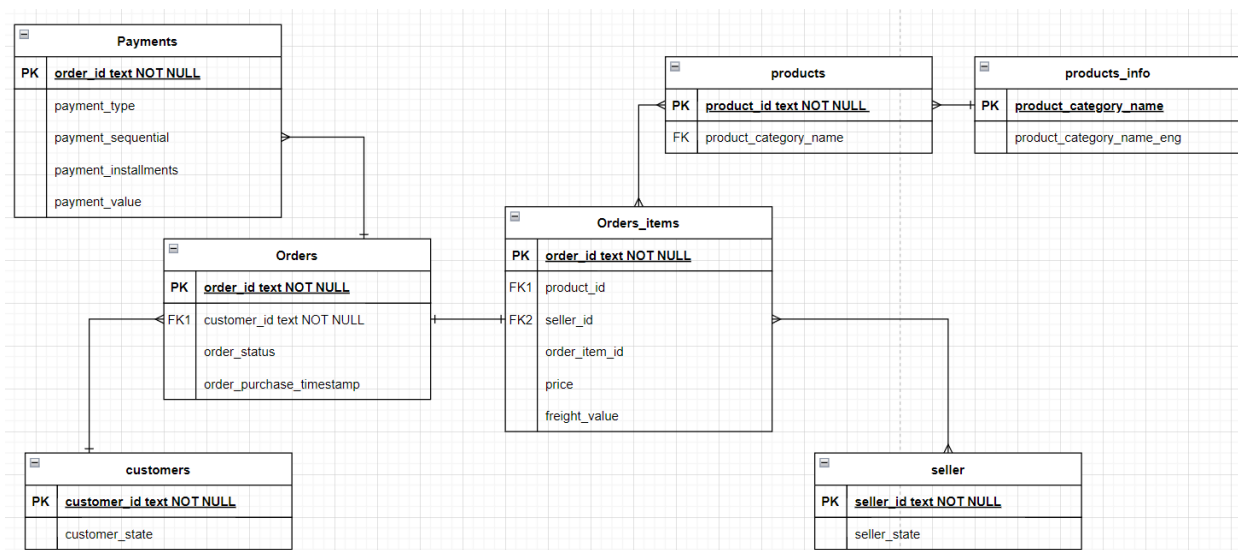 Payments
PK order_id text NOT NULL
payment_type
payment_sequential
payment_installments
payment_value
products
PK product_id text NOT NULL
FK product_category_name
products_info
PK product_category_name
product_category_name_eng
Orders
PK order_id text NOT NULL
FK1 customer_id text NOT NULL
order_status
order_purchase_timestamp
Orders_items
PK order_id text NOT NULL
FK1 product_id
FK2 seller_id
order_item_id
price
freight_value
customers
PK customer_id text NOT NULL
customer_state
seller
PK seller_id text NOT NULL
seller_state